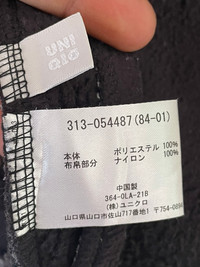 UNI
QLO
313-054487(84-01)
本体 ポリエステル 100%
布帛部分 ナイロン 100%
中国製
364-0LA-21B
(株)ユニクロ
山口県山口市佐山717番地1 〒754-0894